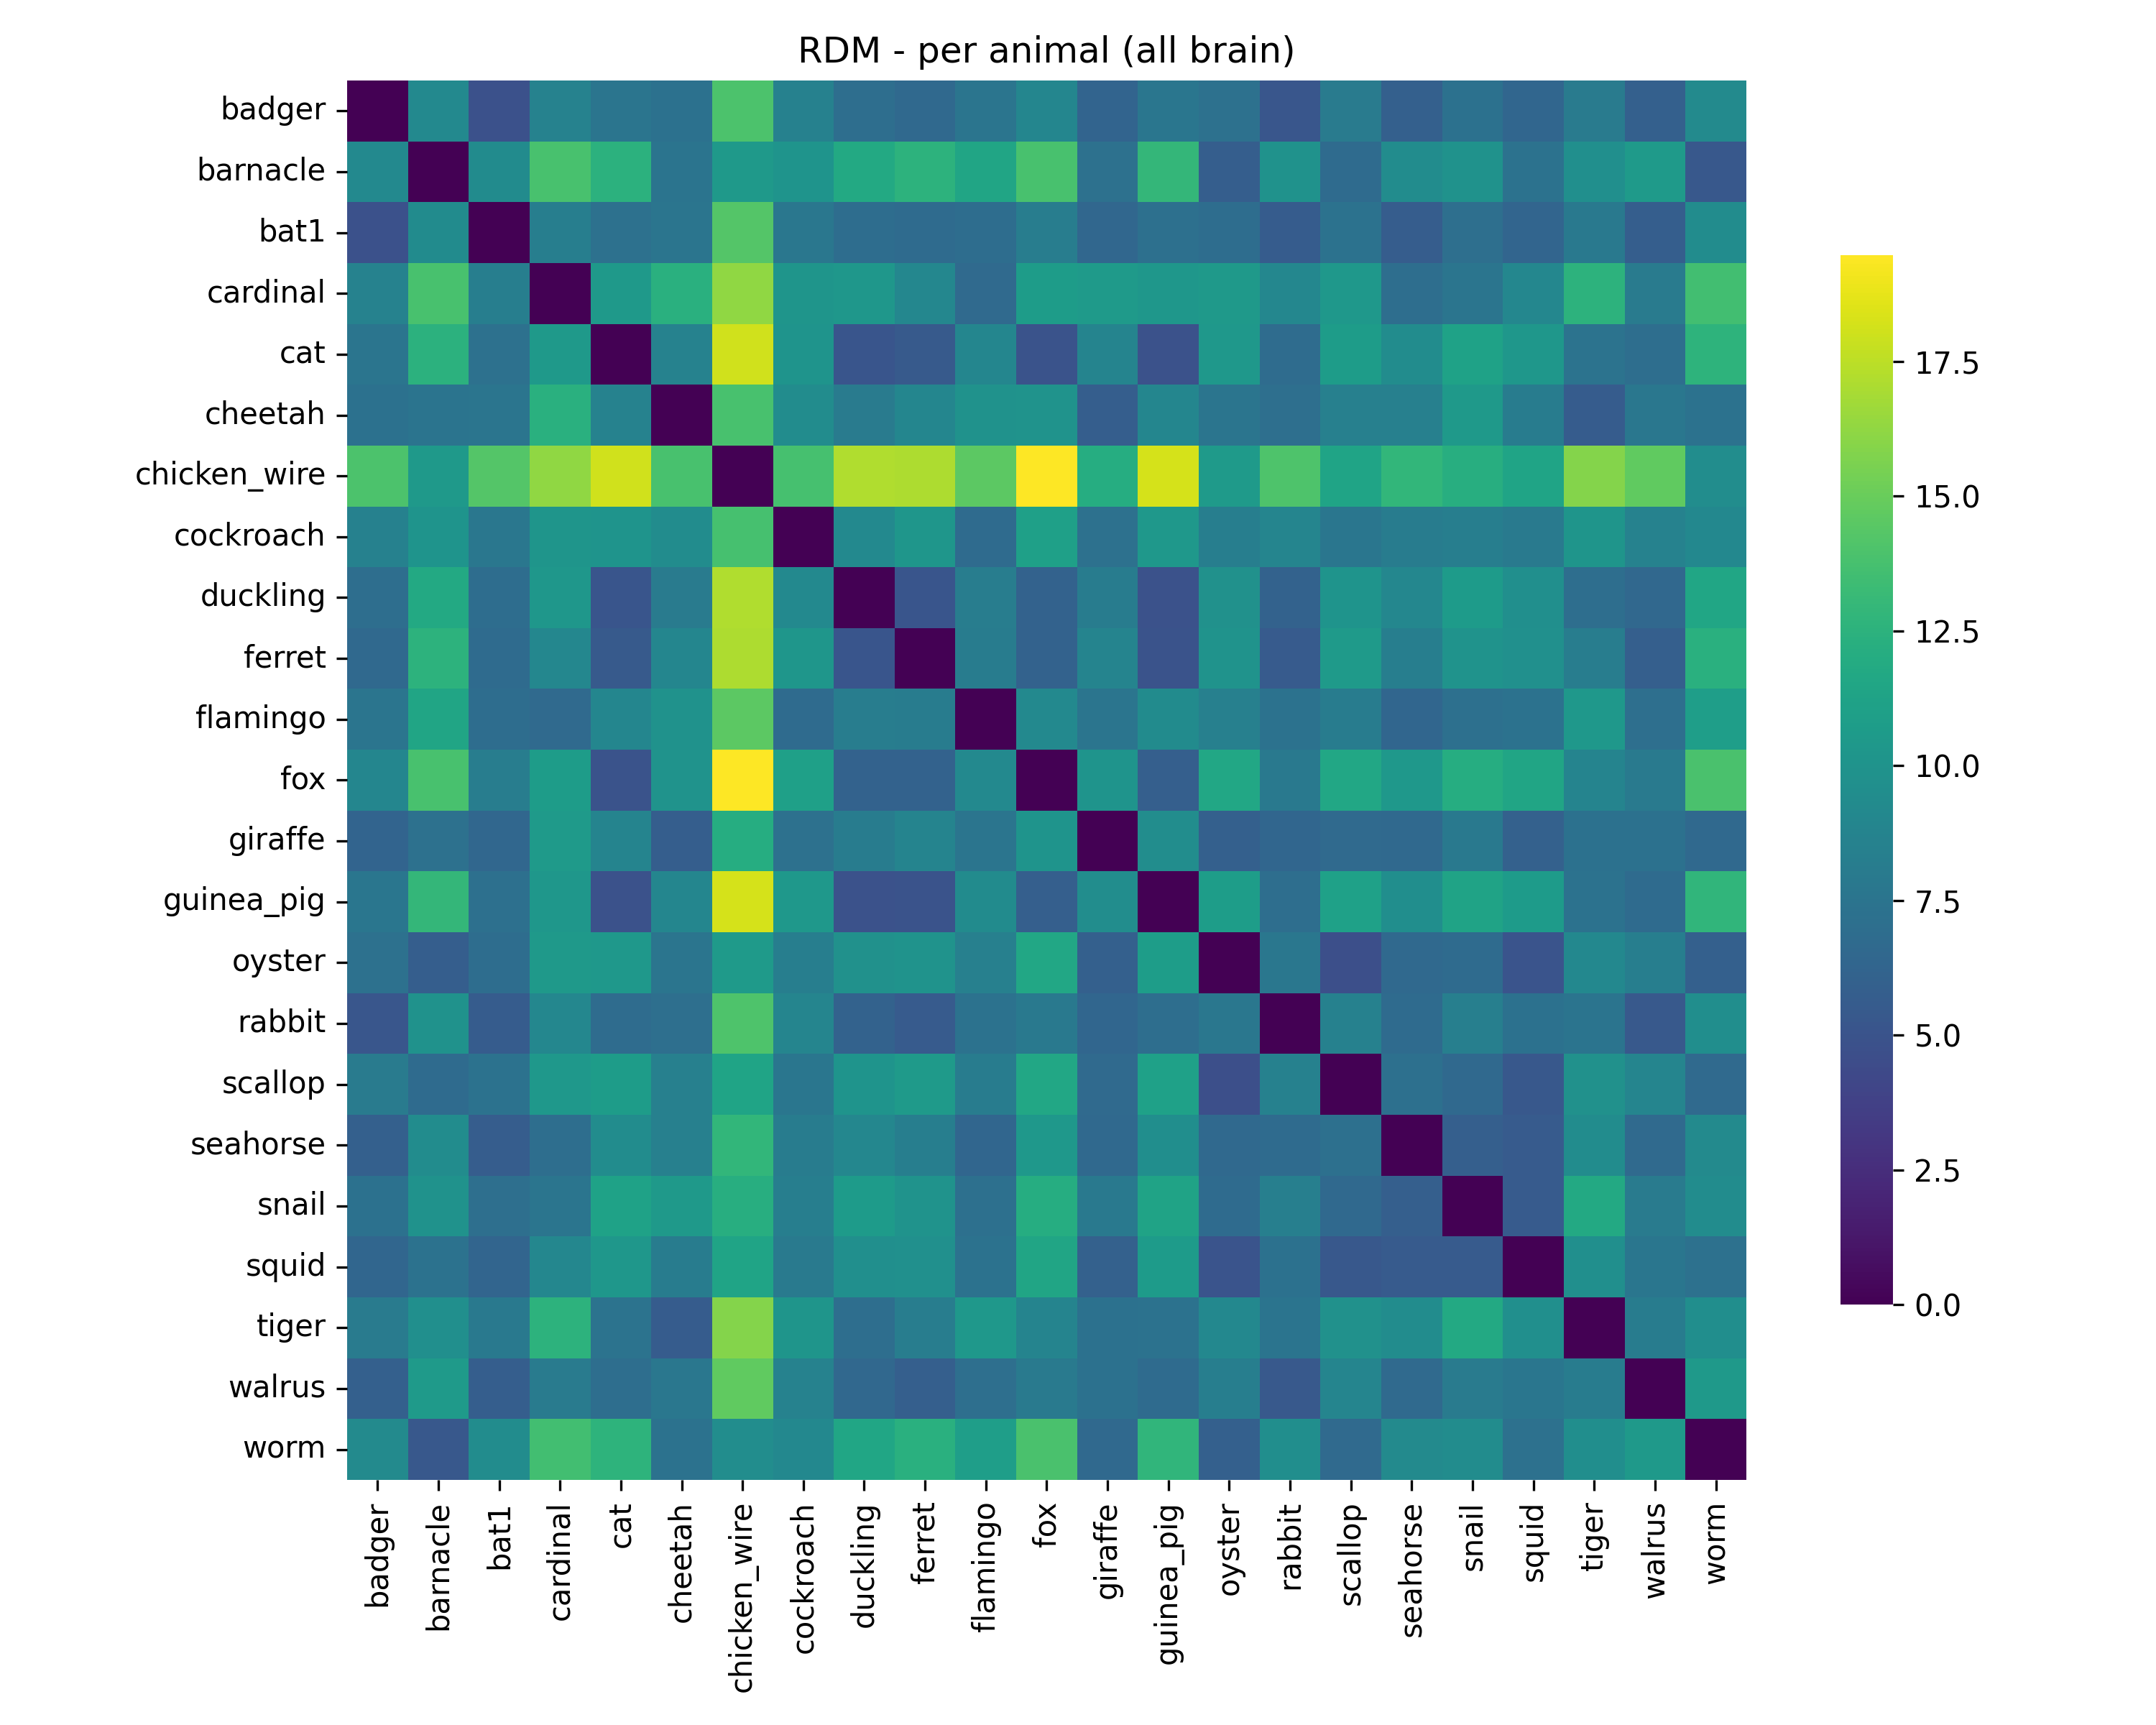 RDM - per animal (all brain)
badger
barnacle
bat1
cardinal
cat
cheetah
chicken_wire
cockroach
duckling
ferret
flamingo
fox
giraffe
guinea_pig
oyster
rabbit
scallop
seahorse
snail
squid
tiger
walrus
worm
17.5
15.0
12.5
10.0
7.5
5.0
2.5
0.0
badger
barnacle
bat1
cardinal
cat
cheetah
chicken_wire
cockroach
duckling
ferret
flamingo
fox
giraffe
guinea_pig
oyster
rabbit
scallop
seahorse
snail
squid
tiger
walrus
worm